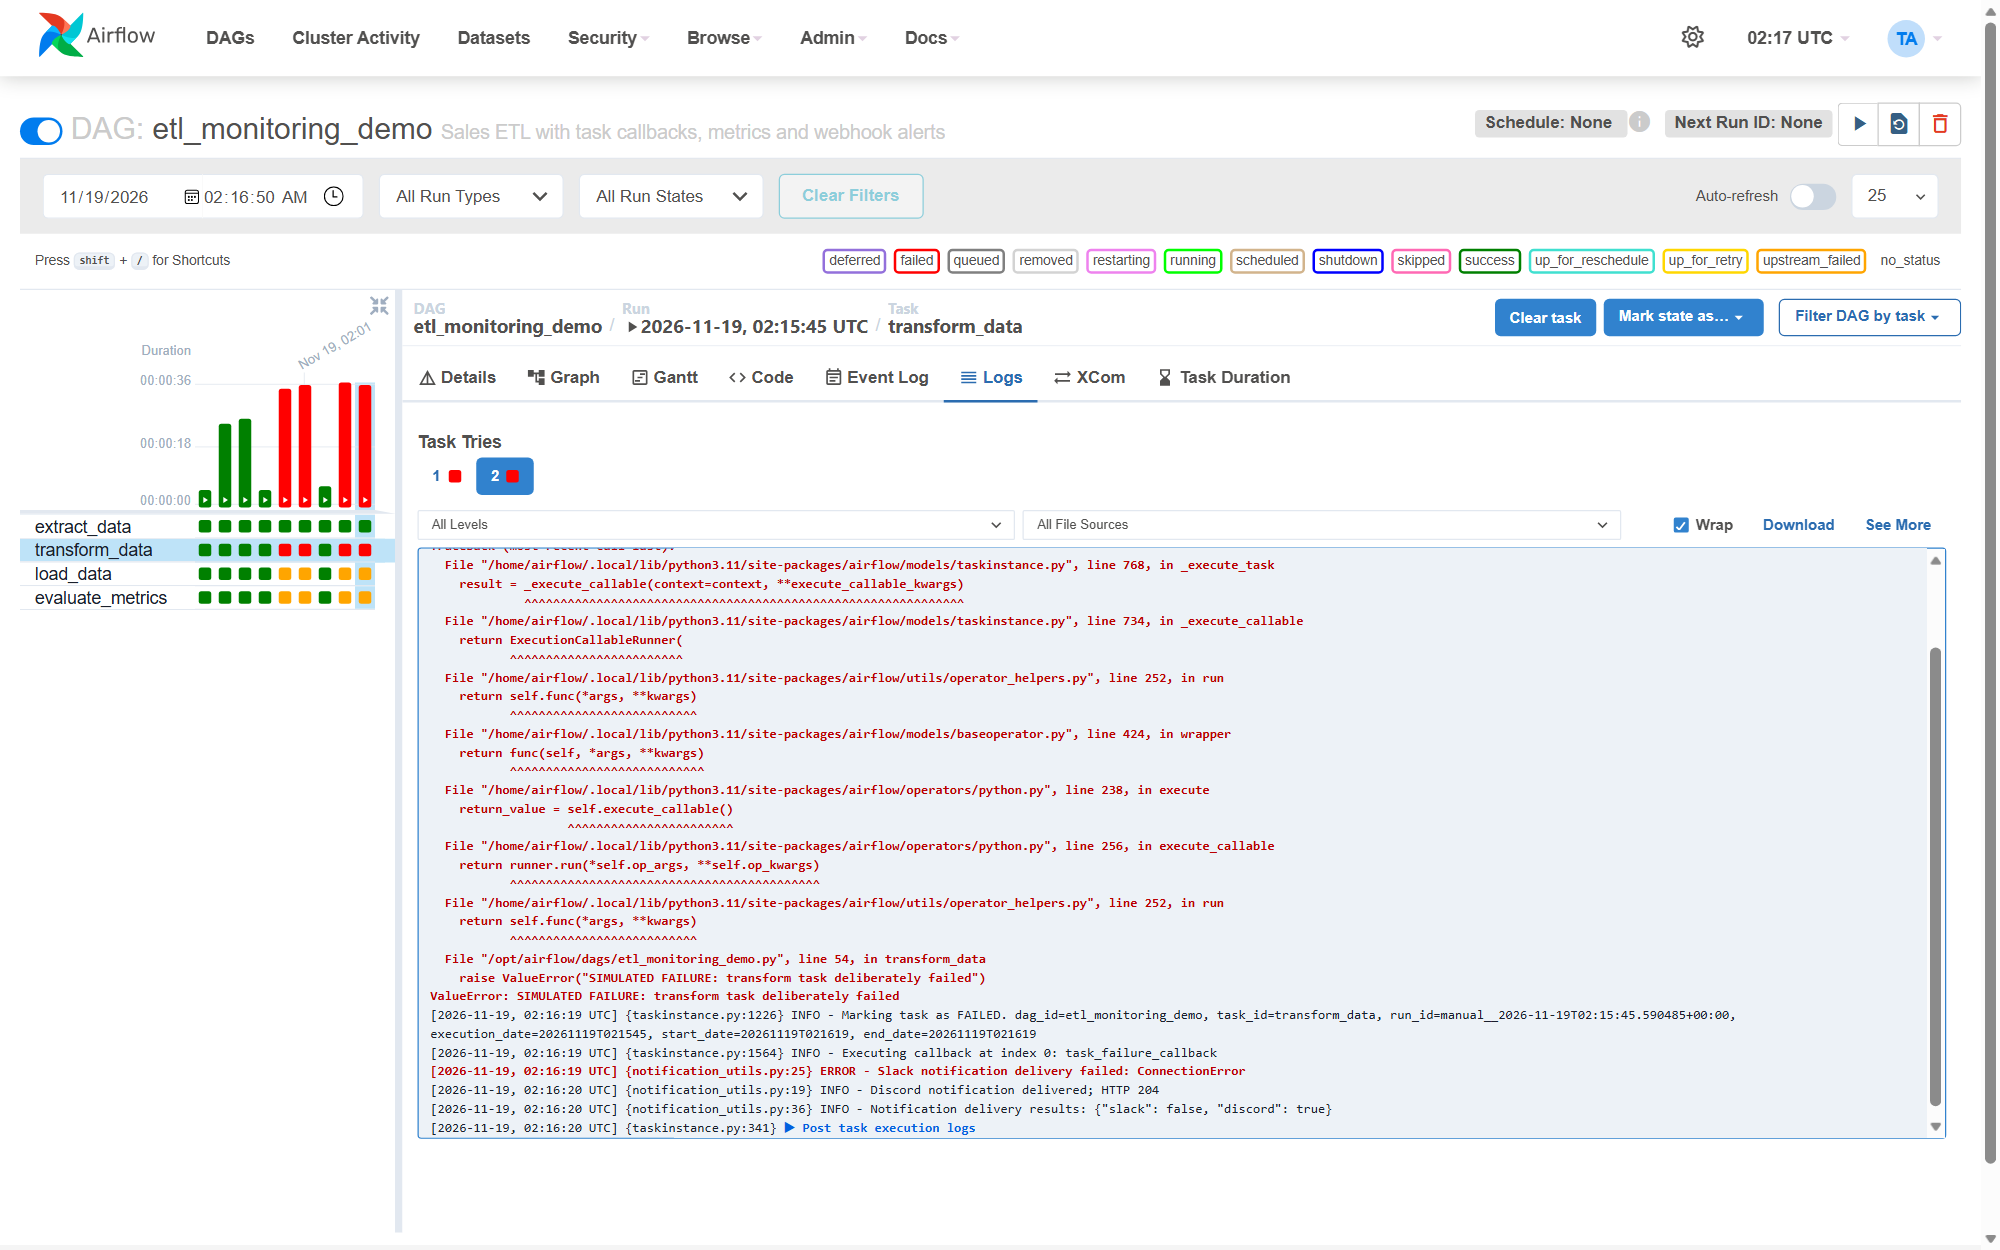 Airflow
DAGs Cluster Activity Datasets Security Browse Admin Docs 02:17 UTC TA
DAG: etl_monitoring_demo Sales ETL with task callbacks, metrics and webhook alerts
Schedule: None Next Run ID: None
11/19/2026 02:16:50 AM All Run Types All Run States Clear Filters Auto-refresh 25
Press shift + / for Shortcuts
deferred failed queued removed restarting running scheduled shutdown skipped success up_for_reschedule up_for_retry upstream_failed no_status
DAG Run Task
etl_monitoring_demo / 2026-11-19, 02:15:45 UTC / transform_data
Clear task Mark state as... Filter DAG by task
Nov 19, 02:01
Duration
00:00:36
00:00:18
00:00:00
extract_data
transform_data
load_data
evaluate_metrics
Details Graph Gantt Code Event Log Logs XCom Task Duration
Task Tries
1 2
All Levels All File Sources Wrap Download See More
Traceback (most recent call last):
File "/home/airflow/.local/lib/python3.11/site-packages/airflow/models/taskinstance.py", line 768, in _execute_task
result = _execute_callable(context=context, **execute_callable_kwargs)
^^^^^^^^^^^^^^^^^^^^^^^^^^^^^^^^^^^^^^^^^^^^^^^^^^^^^^^^^^^^^
File "/home/airflow/.local/lib/python3.11/site-packages/airflow/models/taskinstance.py", line 734, in _execute_callable
return ExecutionCallableRunner(
^^^^^^^^^^^^^^^^^^^^^^^^
File "/home/airflow/.local/lib/python3.11/site-packages/airflow/utils/operator_helpers.py", line 252, in run
return self.func(*args, **kwargs)
^^^^^^^^^^^^^^^^^^^^^^^^^^
File "/home/airflow/.local/lib/python3.11/site-packages/airflow/models/baseoperator.py", line 424, in wrapper
return func(self, *args, **kwargs)
^^^^^^^^^^^^^^^^^^^^^^^^^^^
File "/home/airflow/.local/lib/python3.11/site-packages/airflow/operators/python.py", line 238, in execute
return_value = self.execute_callable()
^^^^^^^^^^^^^^^^^^^^^^^
File "/home/airflow/.local/lib/python3.11/site-packages/airflow/operators/python.py", line 256, in execute_callable
return runner.run(*self.op_args, **self.op_kwargs)
^^^^^^^^^^^^^^^^^^^^^^^^^^^^^^^^^^^^^^^^^^^
File "/home/airflow/.local/lib/python3.11/site-packages/airflow/utils/operator_helpers.py", line 252, in run
return self.func(*args, **kwargs)
^^^^^^^^^^^^^^^^^^^^^^^^^^
File "/opt/airflow/dags/etl_monitoring_demo.py", line 54, in transform_data
raise ValueError("SIMULATED FAILURE: transform task deliberately failed")
ValueError: SIMULATED FAILURE: transform task deliberately failed
[2026-11-19, 02:16:19 UTC] {taskinstance.py:1226} INFO - Marking task as FAILED. dag_id=etl_monitoring_demo, task_id=transform_data, run_id=manual__2026-11-19T02:15:45.590485+00:00,
execution_date=20261119T021545, start_date=20261119T021619, end_date=20261119T021619
[2026-11-19, 02:16:19 UTC] {taskinstance.py:1564} INFO - Executing callback at index 0: task_failure_callback
[2026-11-19, 02:16:19 UTC] {notification_utils.py:25} ERROR - Slack notification delivery failed: ConnectionError
[2026-11-19, 02:16:20 UTC] {notification_utils.py:19} INFO - Discord notification delivered; HTTP 204
[2026-11-19, 02:16:20 UTC] {notification_utils.py:36} INFO - Notification delivery results: {"slack": false, "discord": true}
[2026-11-19, 02:16:20 UTC] {taskinstance.py:341} ▶ Post task execution logs